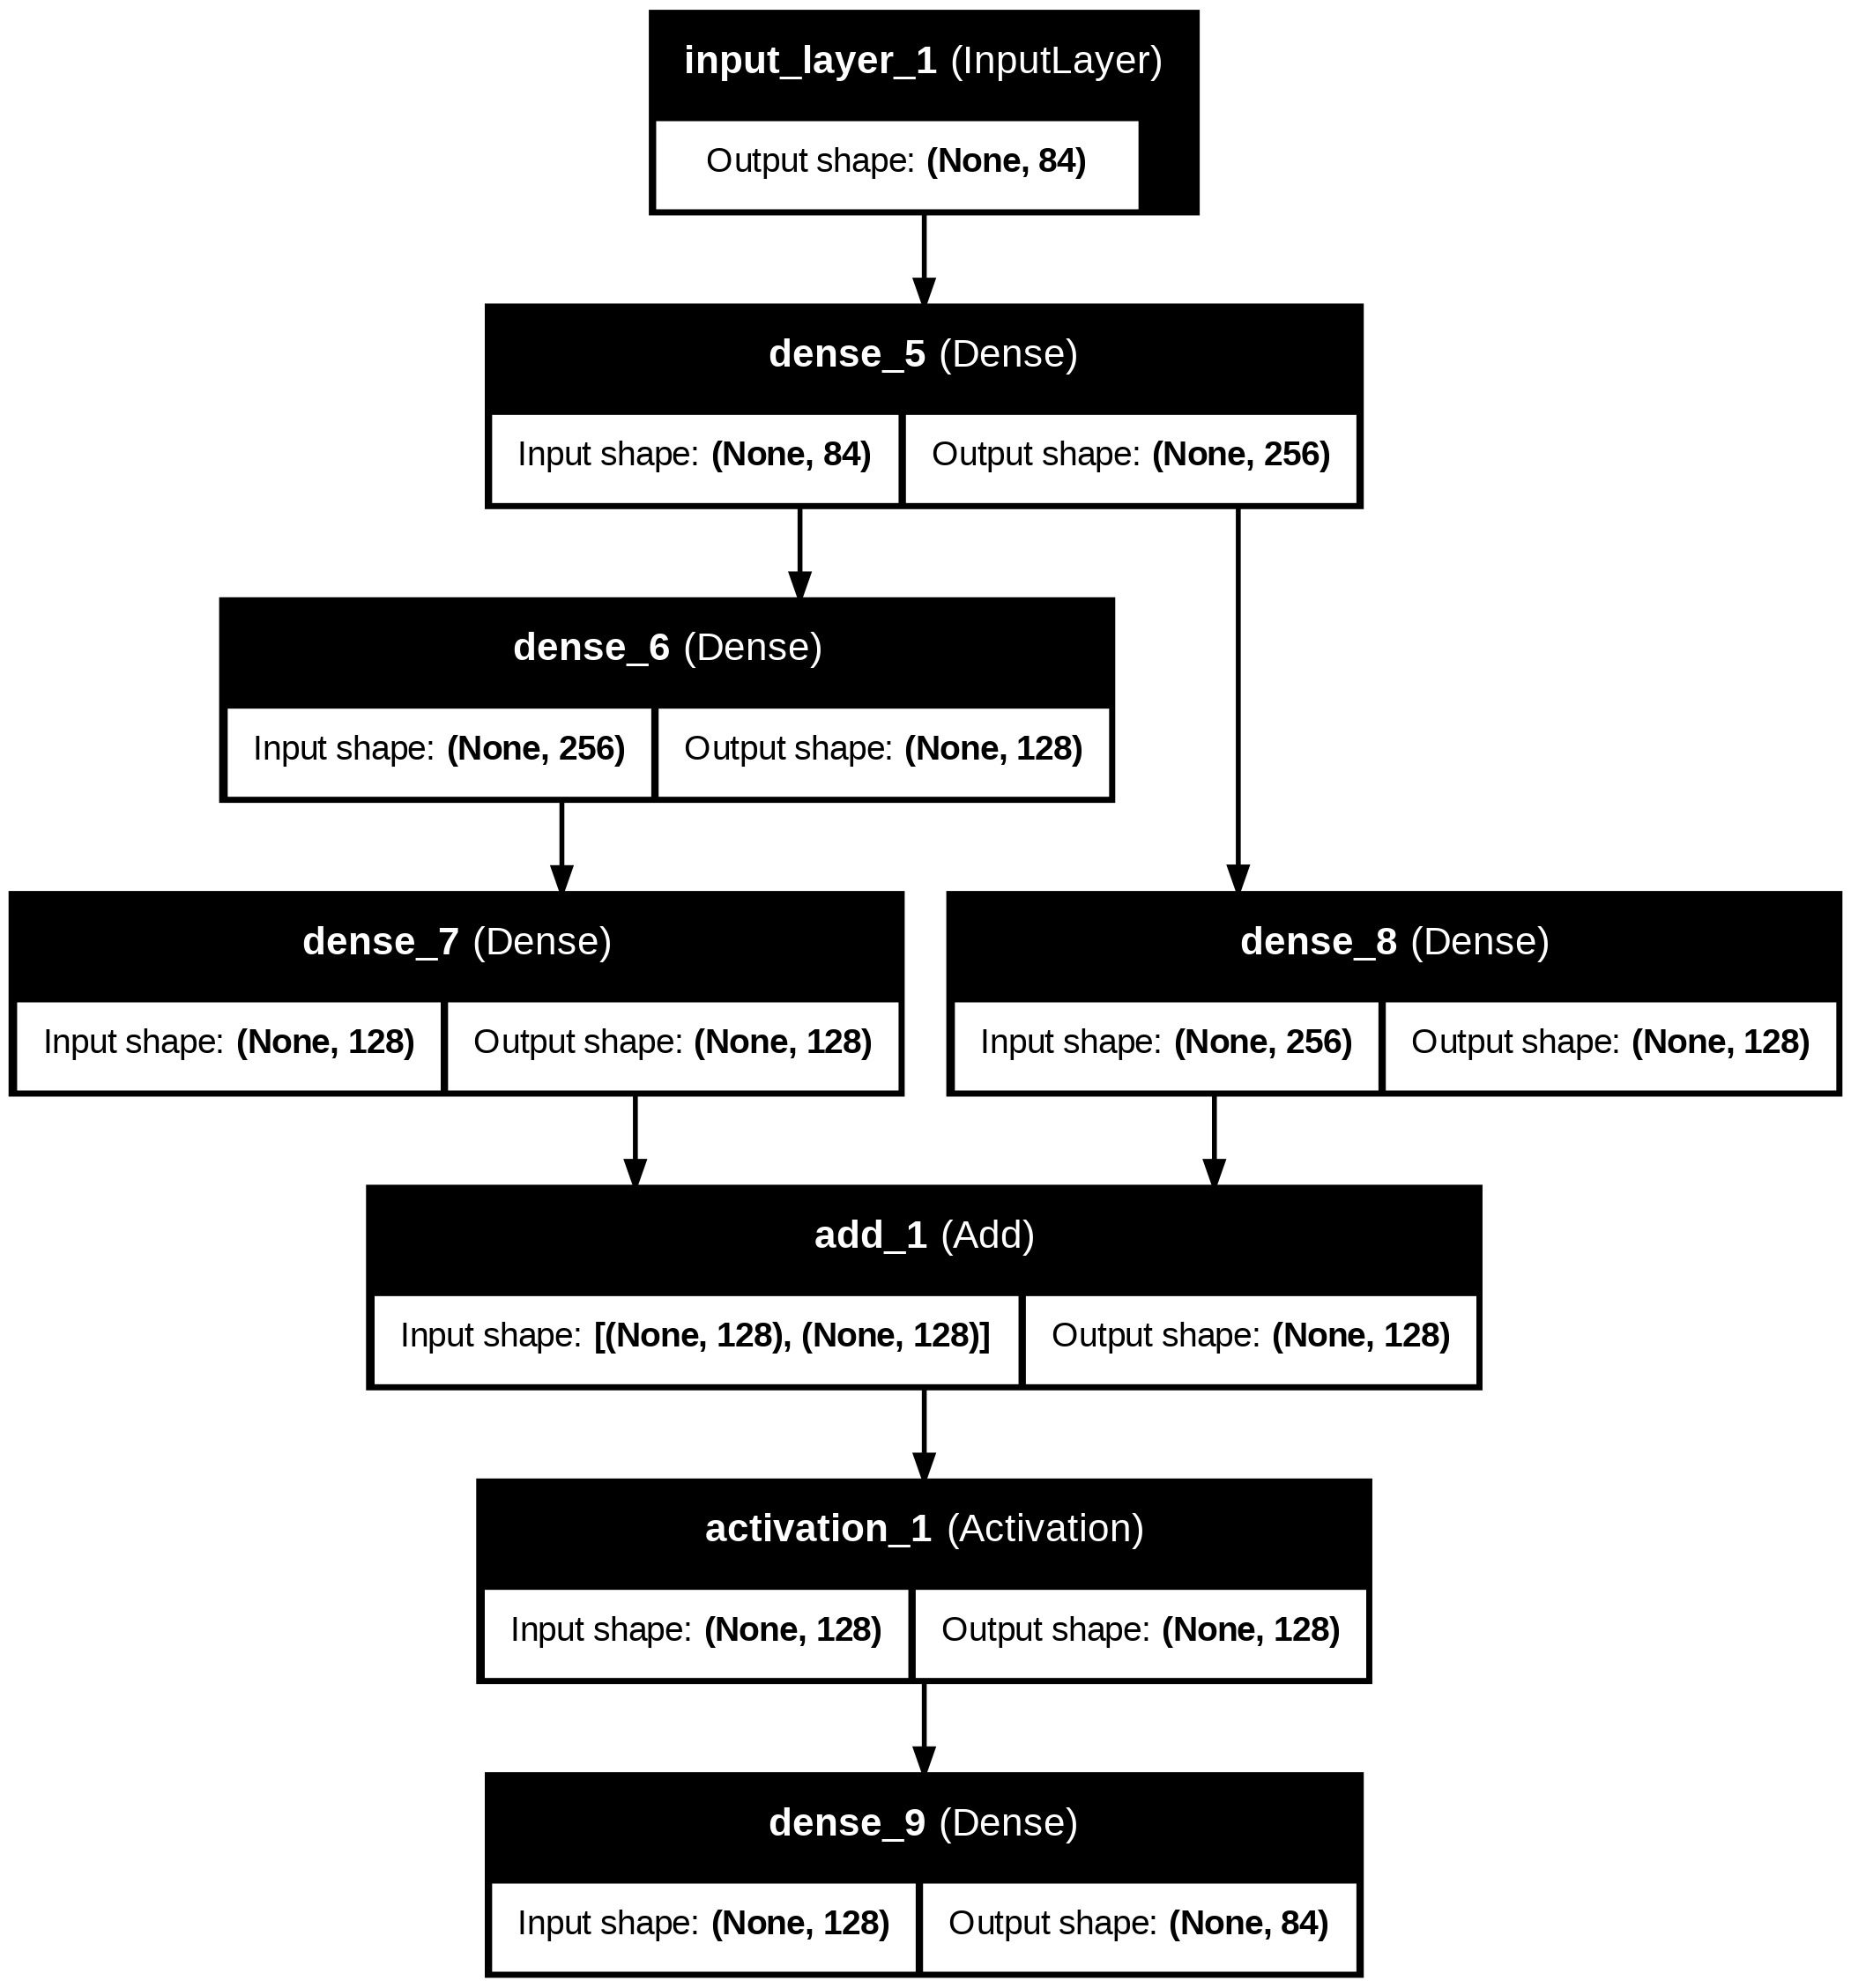 input_layer_1 (InputLayer)
Output shape: (None, 84)
dense_5 (Dense)
Input shape: (None, 84) Output shape: (None, 256)
dense_6 (Dense)
Input shape: (None, 256) Output shape: (None, 128)
dense_7 (Dense)
Input shape: (None, 128) Output shape: (None, 128)
dense_8 (Dense)
Input shape: (None, 256) Output shape: (None, 128)
add_1 (Add)
Input shape: [(None, 128), (None, 128)] Output shape: (None, 128)
activation_1 (Activation)
Input shape: (None, 128) Output shape: (None, 128)
dense_9 (Dense)
Input shape: (None, 128) Output shape: (None, 84)